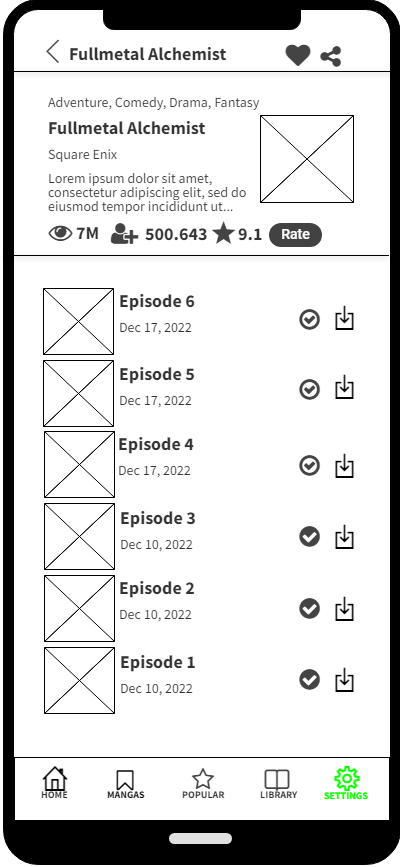 Fullmetal Alchemist
Adventure, Comedy, Drama, Fantasy
Fullmetal Alchemist
Square Enix
Lorem ipsum dolor sit amet,
consectetur adipiscing elit, sed do
eiusmod tempor incididunt ut...
7M 500.643 9.1 Rate
Episode 6
Dec 17, 2022
Episode 5
Dec 17, 2022
Episode 4
Dec 17, 2022
Episode 3
Dec 10, 2022
Episode 2
Dec 10, 2022
Episode 1
Dec 10, 2022
HOME MANGAS POPULAR LIBRARY SETTINGS